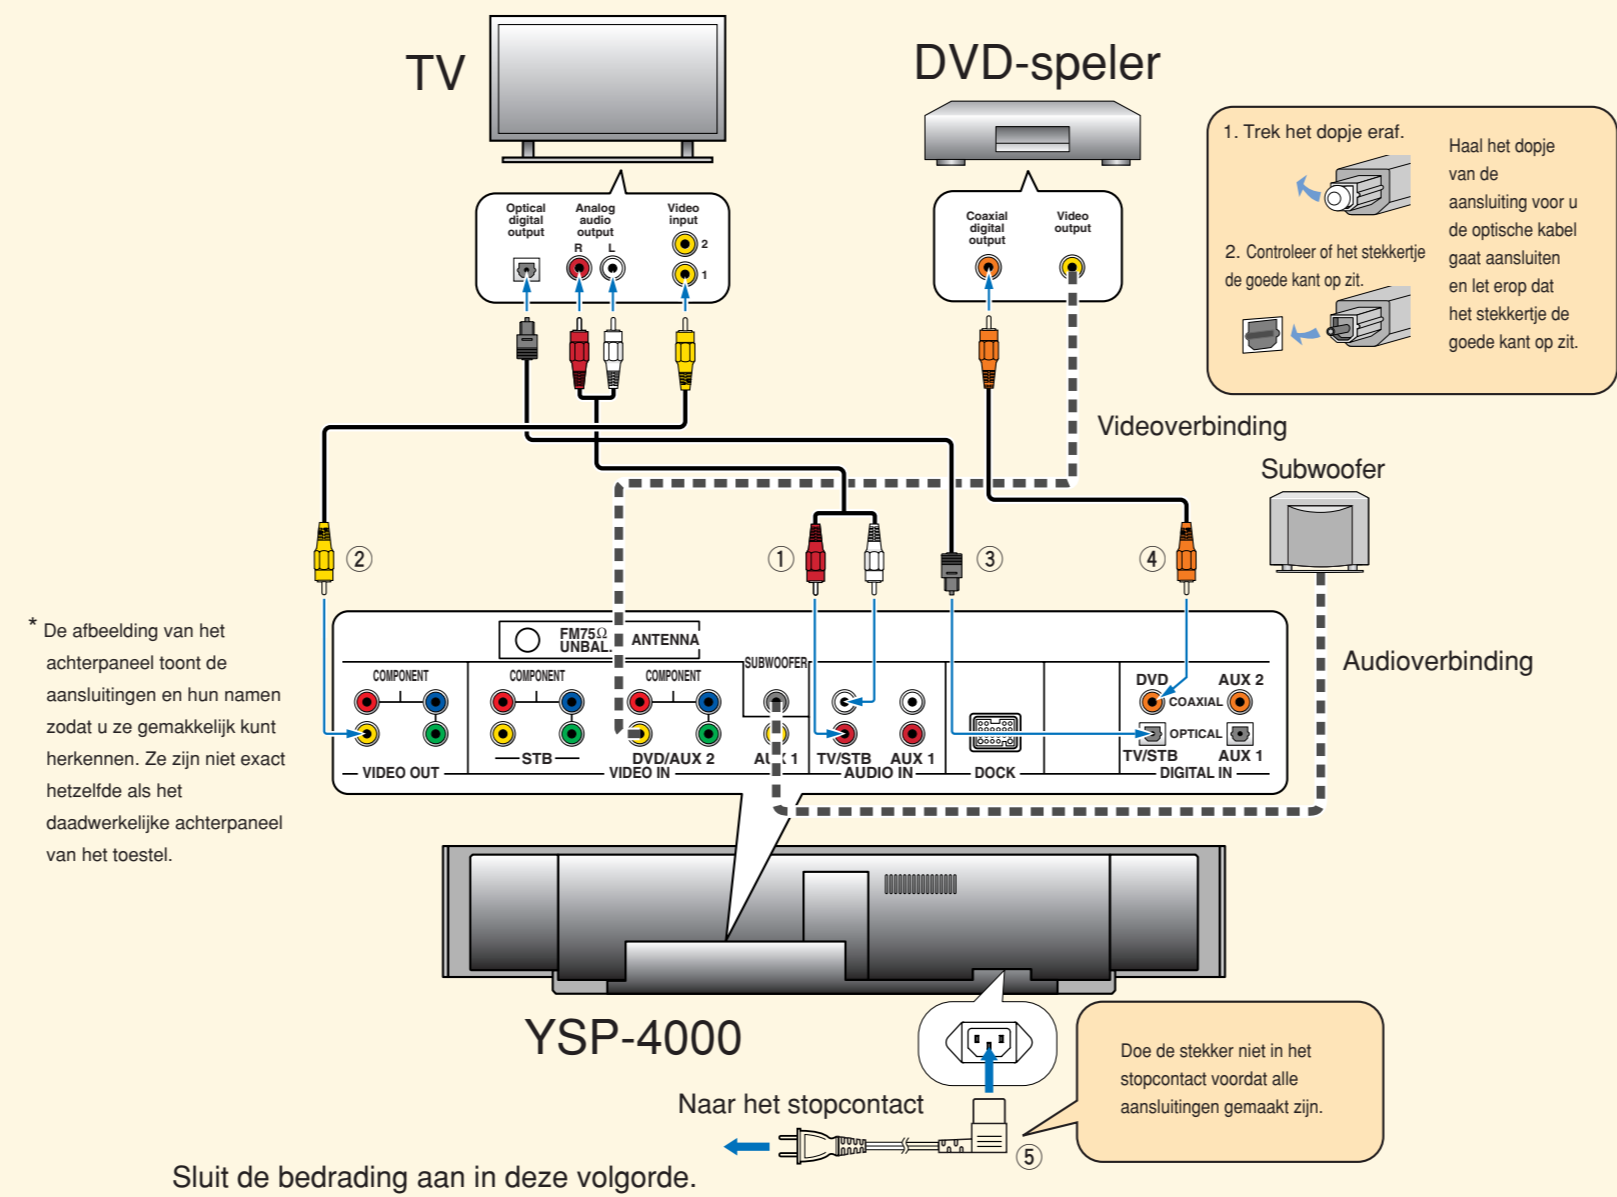 TV
DVD-speler
Optical
digital
output
Analog
audio
output
R L
Video
input
2
1
Coaxial
digital
output
Video
output
1. Trek het dopje eraf.
2. Controleer of het stekkertje
de goede kant op zit.
Haal het dopje
van de
aansluiting voor u
de optische kabel
gaat aansluiten
en let erop dat
het stekkertje de
goede kant op zit.
Videoverbinding
Subwoofer
② ① ③ ④
* De afbeelding van het
achterpaneel toont de
aansluitingen en hun namen
zodat u ze gemakkelijk kunt
herkennen. Ze zijn niet exact
hetzelfde als het
daadwerkelijke achterpaneel
van het toestel.
FM75Ω
UNBAL.
ANTENNA
COMPONENT COMPONENT COMPONENT
SUBWOOFER
DVD AUX 2
COAXIAL
OPTICAL
STB DVD/AUX 2 AUX 1 TV/STB AUX 1 TV/STB AUX 1
VIDEO OUT VIDEO IN AUDIO IN DOCK DIGITAL IN
Audioverbinding
YSP-4000
Naar het stopcontact
⑤
Doe de stekker niet in het
stopcontact voordat alle
aansluitingen gemaakt zijn.
Sluit de bedrading aan in deze volgorde.